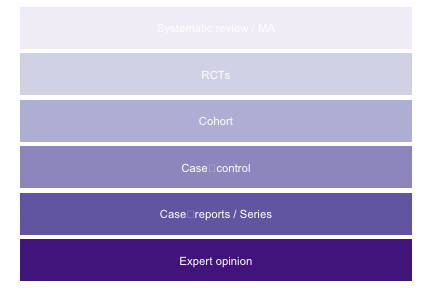 Systematic review / MA
RCTs
Cohort
Case□control
Case□reports / Series
Expert opinion